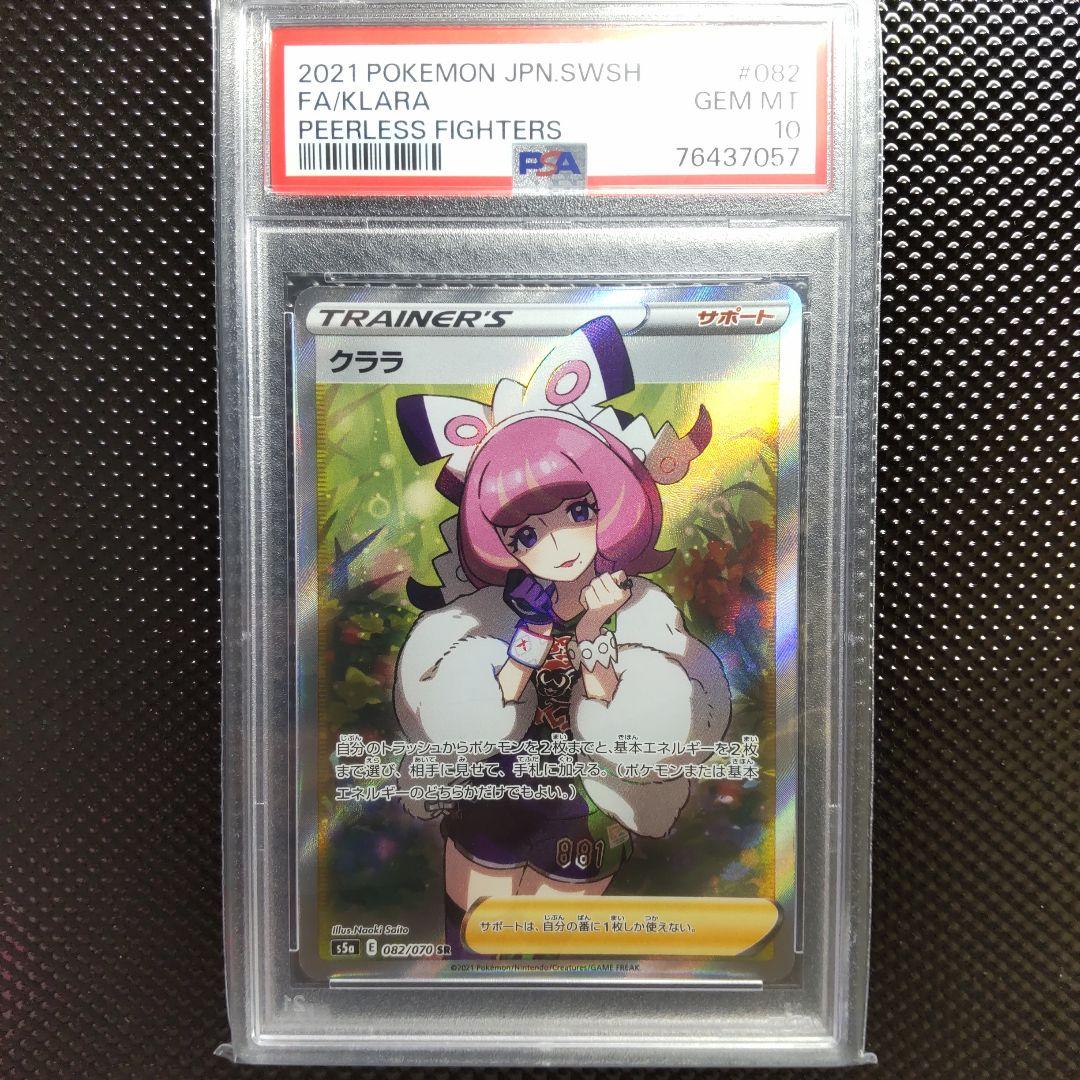 2021 POKEMON JPN.SWSH #082
FA/KLARA GEM MT
PEERLESS FIGHTERS 10
PSA 76437057
TRAINER'S サポート
クララ
自分のトラッシュからポケモンを2枚までと、基本エネルギーを2枚
まで選び、相手に見せて、手札に加える。(ポケモンまたは基本
エネルギーのどちらかだけでもよい。)
881
サポートは、自分の番に1枚しか使えない。
Illus. Naoki Saito
s5a E 082/070 SR
©2021 Pokémon/Nintendo/Creatures/GAME FREAK